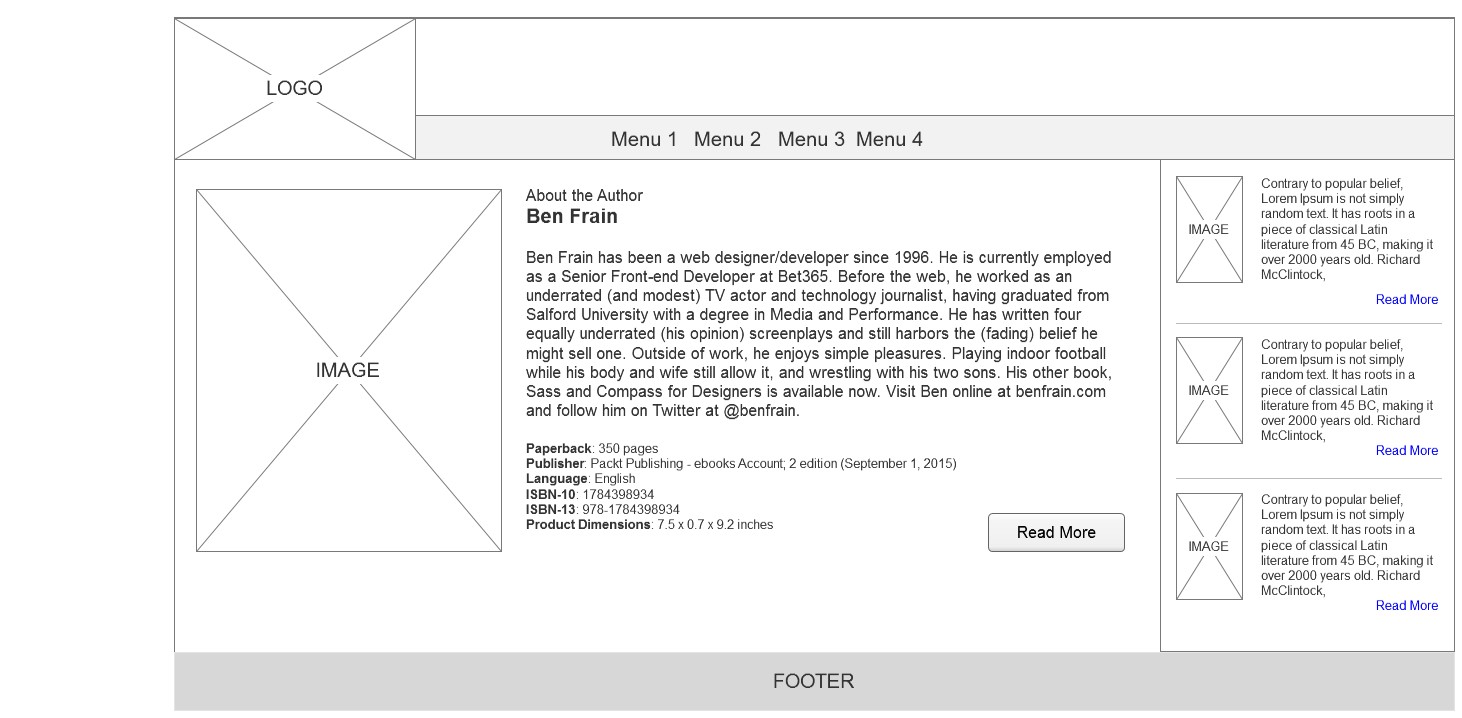 LOGO
Menu 1 Menu 2 Menu 3 Menu 4
IMAGE
About the Author
Ben Frain
Ben Frain has been a web designer/developer since 1996. He is currently employed
as a Senior Front-end Developer at Bet365. Before the web, he worked as an
underrated (and modest) TV actor and technology journalist, having graduated from
Salford University with a degree in Media and Performance. He has written four
equally underrated (his opinion) screenplays and still harbors the (fading) belief he
might sell one. Outside of work, he enjoys simple pleasures. Playing indoor football
while his body and wife still allow it, and wrestling with his two sons. His other book,
Sass and Compass for Designers is available now. Visit Ben online at benfrain.com
and follow him on Twitter at @benfrain.
Paperback: 350 pages
Publisher: Packt Publishing - ebooks Account; 2 edition (September 1, 2015)
Language: English
ISBN-10: 1784398934
ISBN-13: 978-1784398934
Product Dimensions: 7.5 x 0.7 x 9.2 inches
Read More
IMAGE
Contrary to popular belief,
Lorem Ipsum is not simply
random text. It has roots in a
piece of classical Latin
literature from 45 BC, making it
over 2000 years old. Richard
McClintock,
Read More
IMAGE
Contrary to popular belief,
Lorem Ipsum is not simply
random text. It has roots in a
piece of classical Latin
literature from 45 BC, making it
over 2000 years old. Richard
McClintock,
Read More
IMAGE
Contrary to popular belief,
Lorem Ipsum is not simply
random text. It has roots in a
piece of classical Latin
literature from 45 BC, making it
over 2000 years old. Richard
McClintock,
Read More
FOOTER